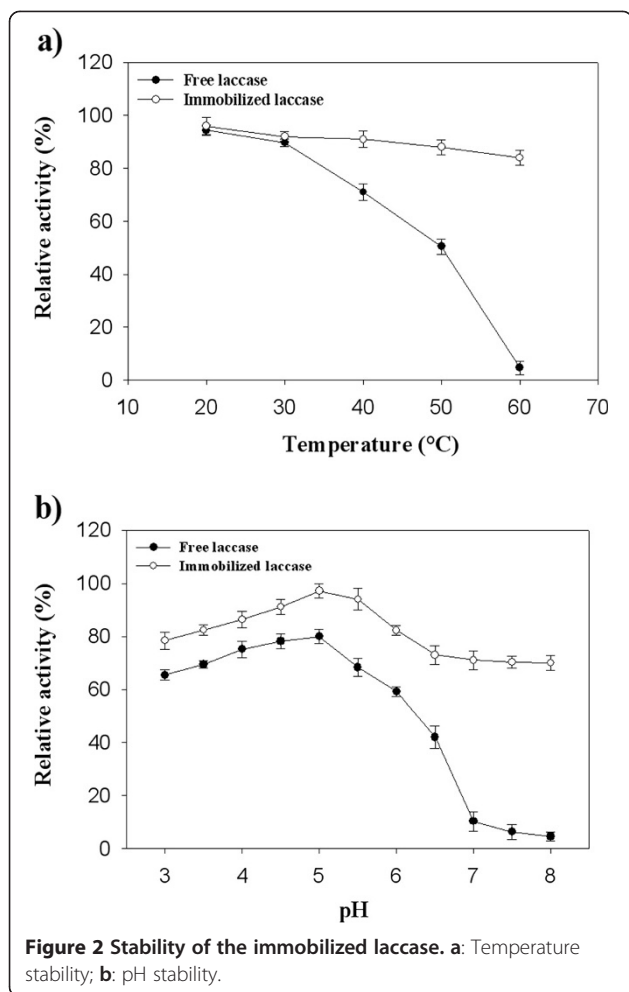 a)
120
100
80
60
40
20
0
Relative activity (%)
Free laccase
Immobilized laccase
10 20 30 40 50 60 70
Temperature (°C)
b)
120
100
80
60
40
20
0
Relative activity (%)
Free laccase
Immobilized laccase
3 4 5 6 7 8
pH
Figure 2 Stability of the immobilized laccase. a: Temperature
stability; b: pH stability.